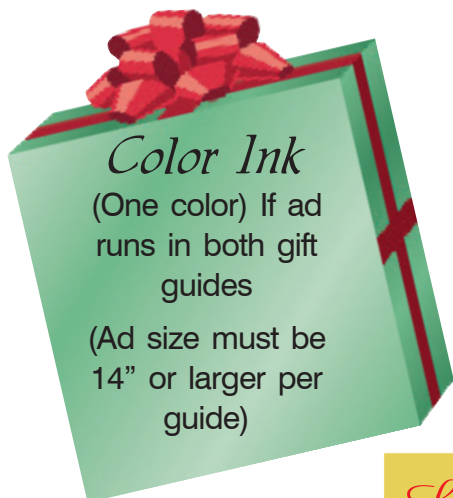 Color Ink
(One color) If ad
runs in both gift
guides
(Ad size must be
14” or larger per
guide)